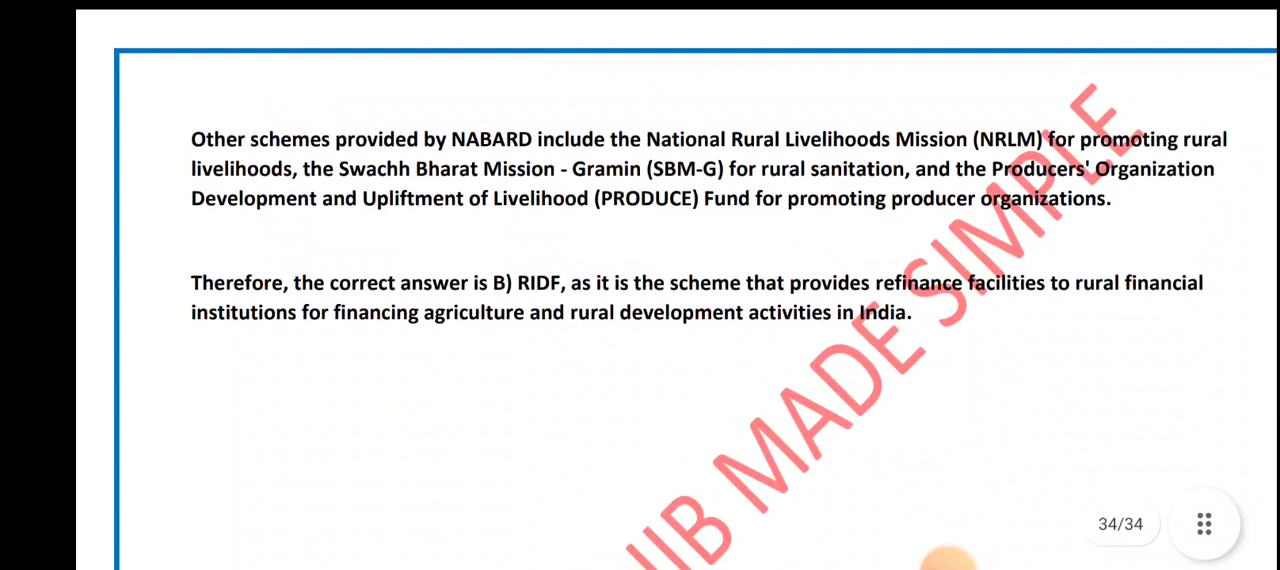 Other schemes provided by NABARD include the National Rural Livelihoods Mission (NRLM) for promoting rural
livelihoods, the Swachh Bharat Mission - Gramin (SBM-G) for rural sanitation, and the Producers' Organization
Development and Upliftment of Livelihood (PRODUCE) Fund for promoting producer organizations.
Therefore, the correct answer is B) RIDF, as it is the scheme that provides refinance facilities to rural financial
institutions for financing agriculture and rural development activities in India.
MADE SIMPLE
34/34